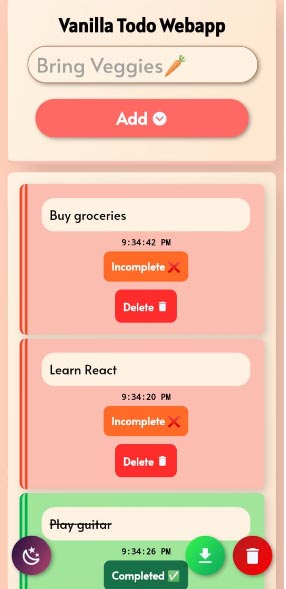 Vanilla Todo Webapp
Bring Veggies🥕
Add
Buy groceries
9:34:42 PM
Incomplete ❌
Delete
Learn React
9:34:20 PM
Incomplete ❌
Delete
Play guitar
9:34:26 PM
Completed ✅